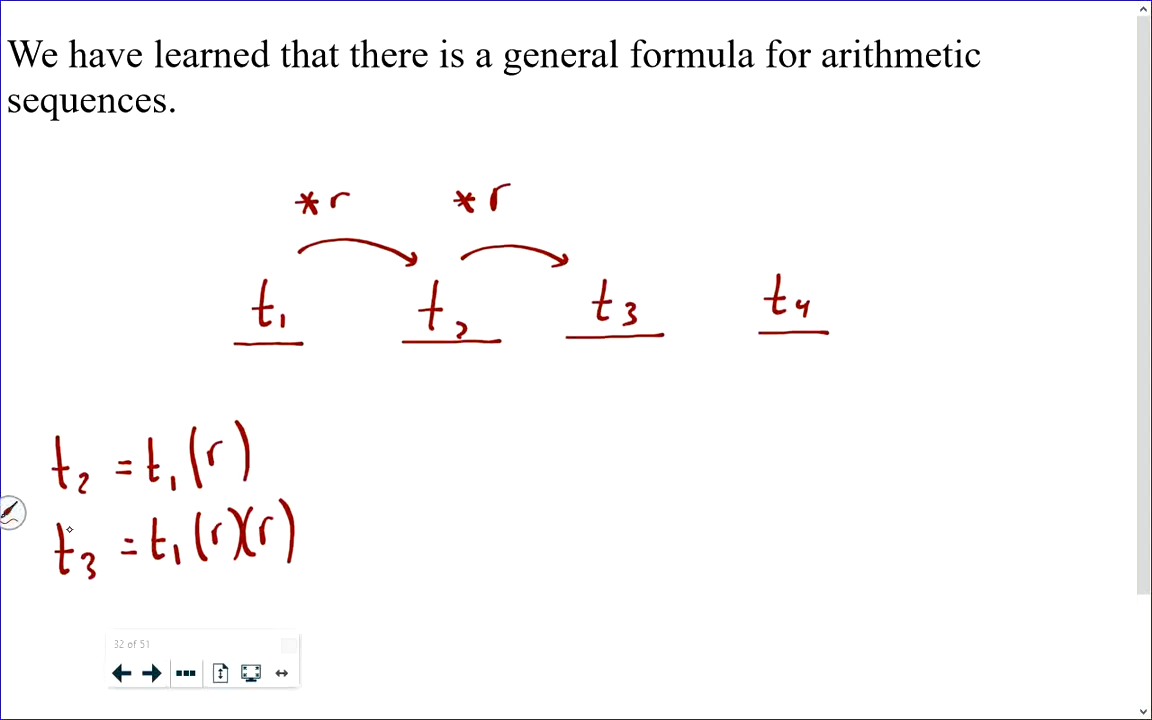 We have learned that there is a general formula for arithmetic
sequences.
*r *r
t₁ t₂ t₃ t₄
t₂ = t₁(r)
t₃ = t₁(r)(r)
32 of 51